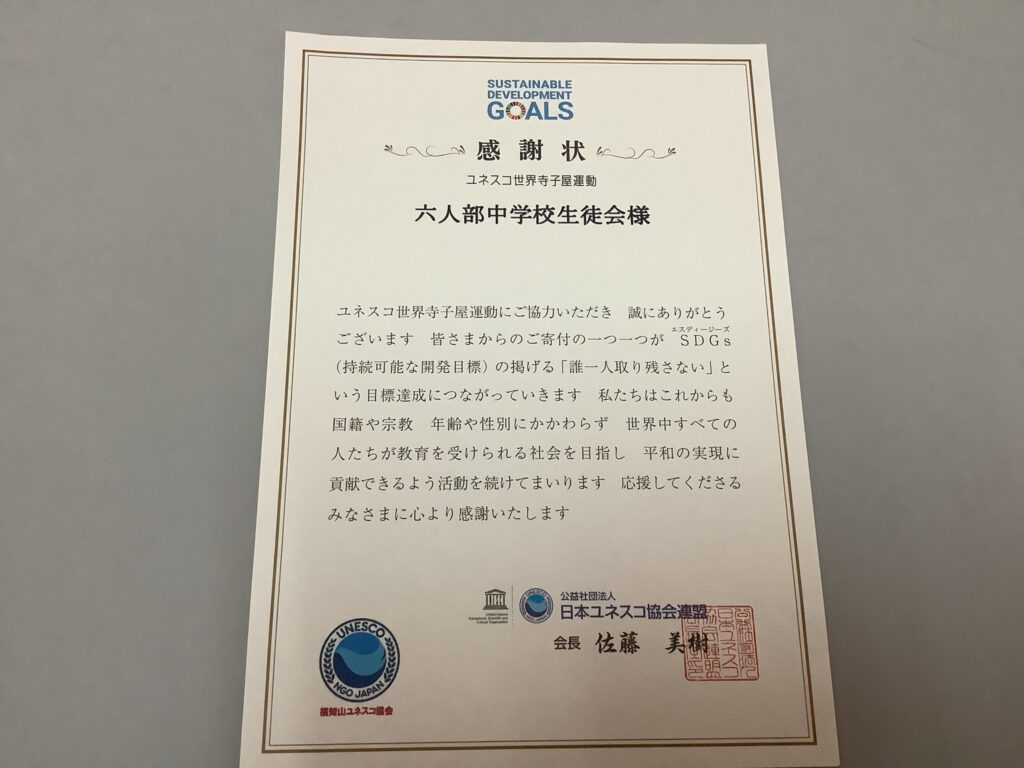 SUSTAINABLE
DEVELOPMENT
GOALS
感謝状
ユネスコ世界寺子屋運動
六人部中学校生徒会様
ユネスコ世界寺子屋運動にご協力いただき　誠にありがとう
ございます　皆さまからのご寄付の一つ一つが　SDGs
エスディージーズ
(持続可能な開発目標)の掲げる「誰一人取り残さない」と
いう目標達成につながっていきます　私たちはこれからも
国籍や宗教　年齢や性別にかかわらず　世界中すべての
人たちが教育を受けられる社会を目指し　平和の実現に
貢献できるよう活動を続けてまいります　応援してくださる
みなさまに心より感謝いたします
United Nations
Educational, Scientific and
Cultural Organization
公益社団法人
日本ユネスコ協会連盟
会長　佐藤　美樹
UNESCO
NGO JAPAN
福知山ユネスコ協会